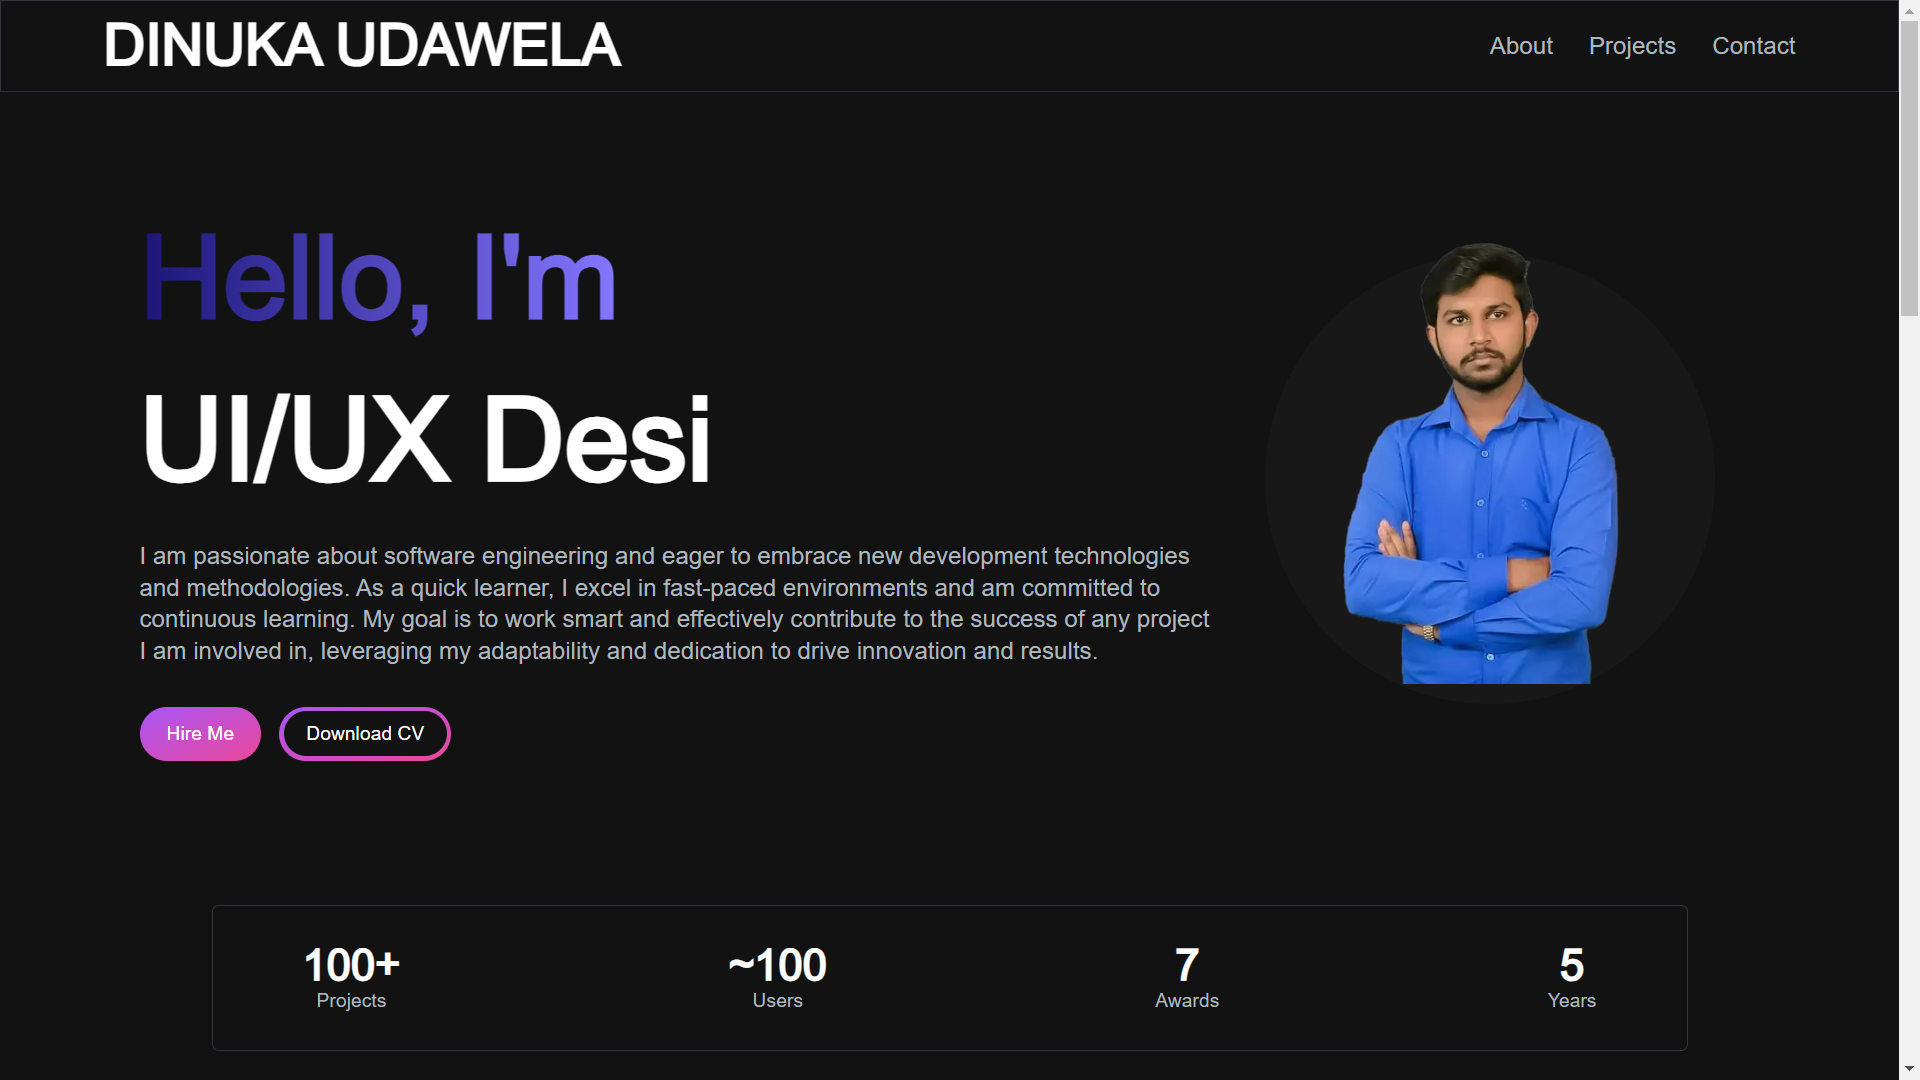 DINUKA UDAWELA
About Projects Contact
Hello, I'm
UI/UX Desi
I am passionate about software engineering and eager to embrace new development technologies
and methodologies. As a quick learner, I excel in fast-paced environments and am committed to
continuous learning. My goal is to work smart and effectively contribute to the success of any project
I am involved in, leveraging my adaptability and dedication to drive innovation and results.
Hire Me Download CV
100+ ~100 7 5
Projects Users Awards Years